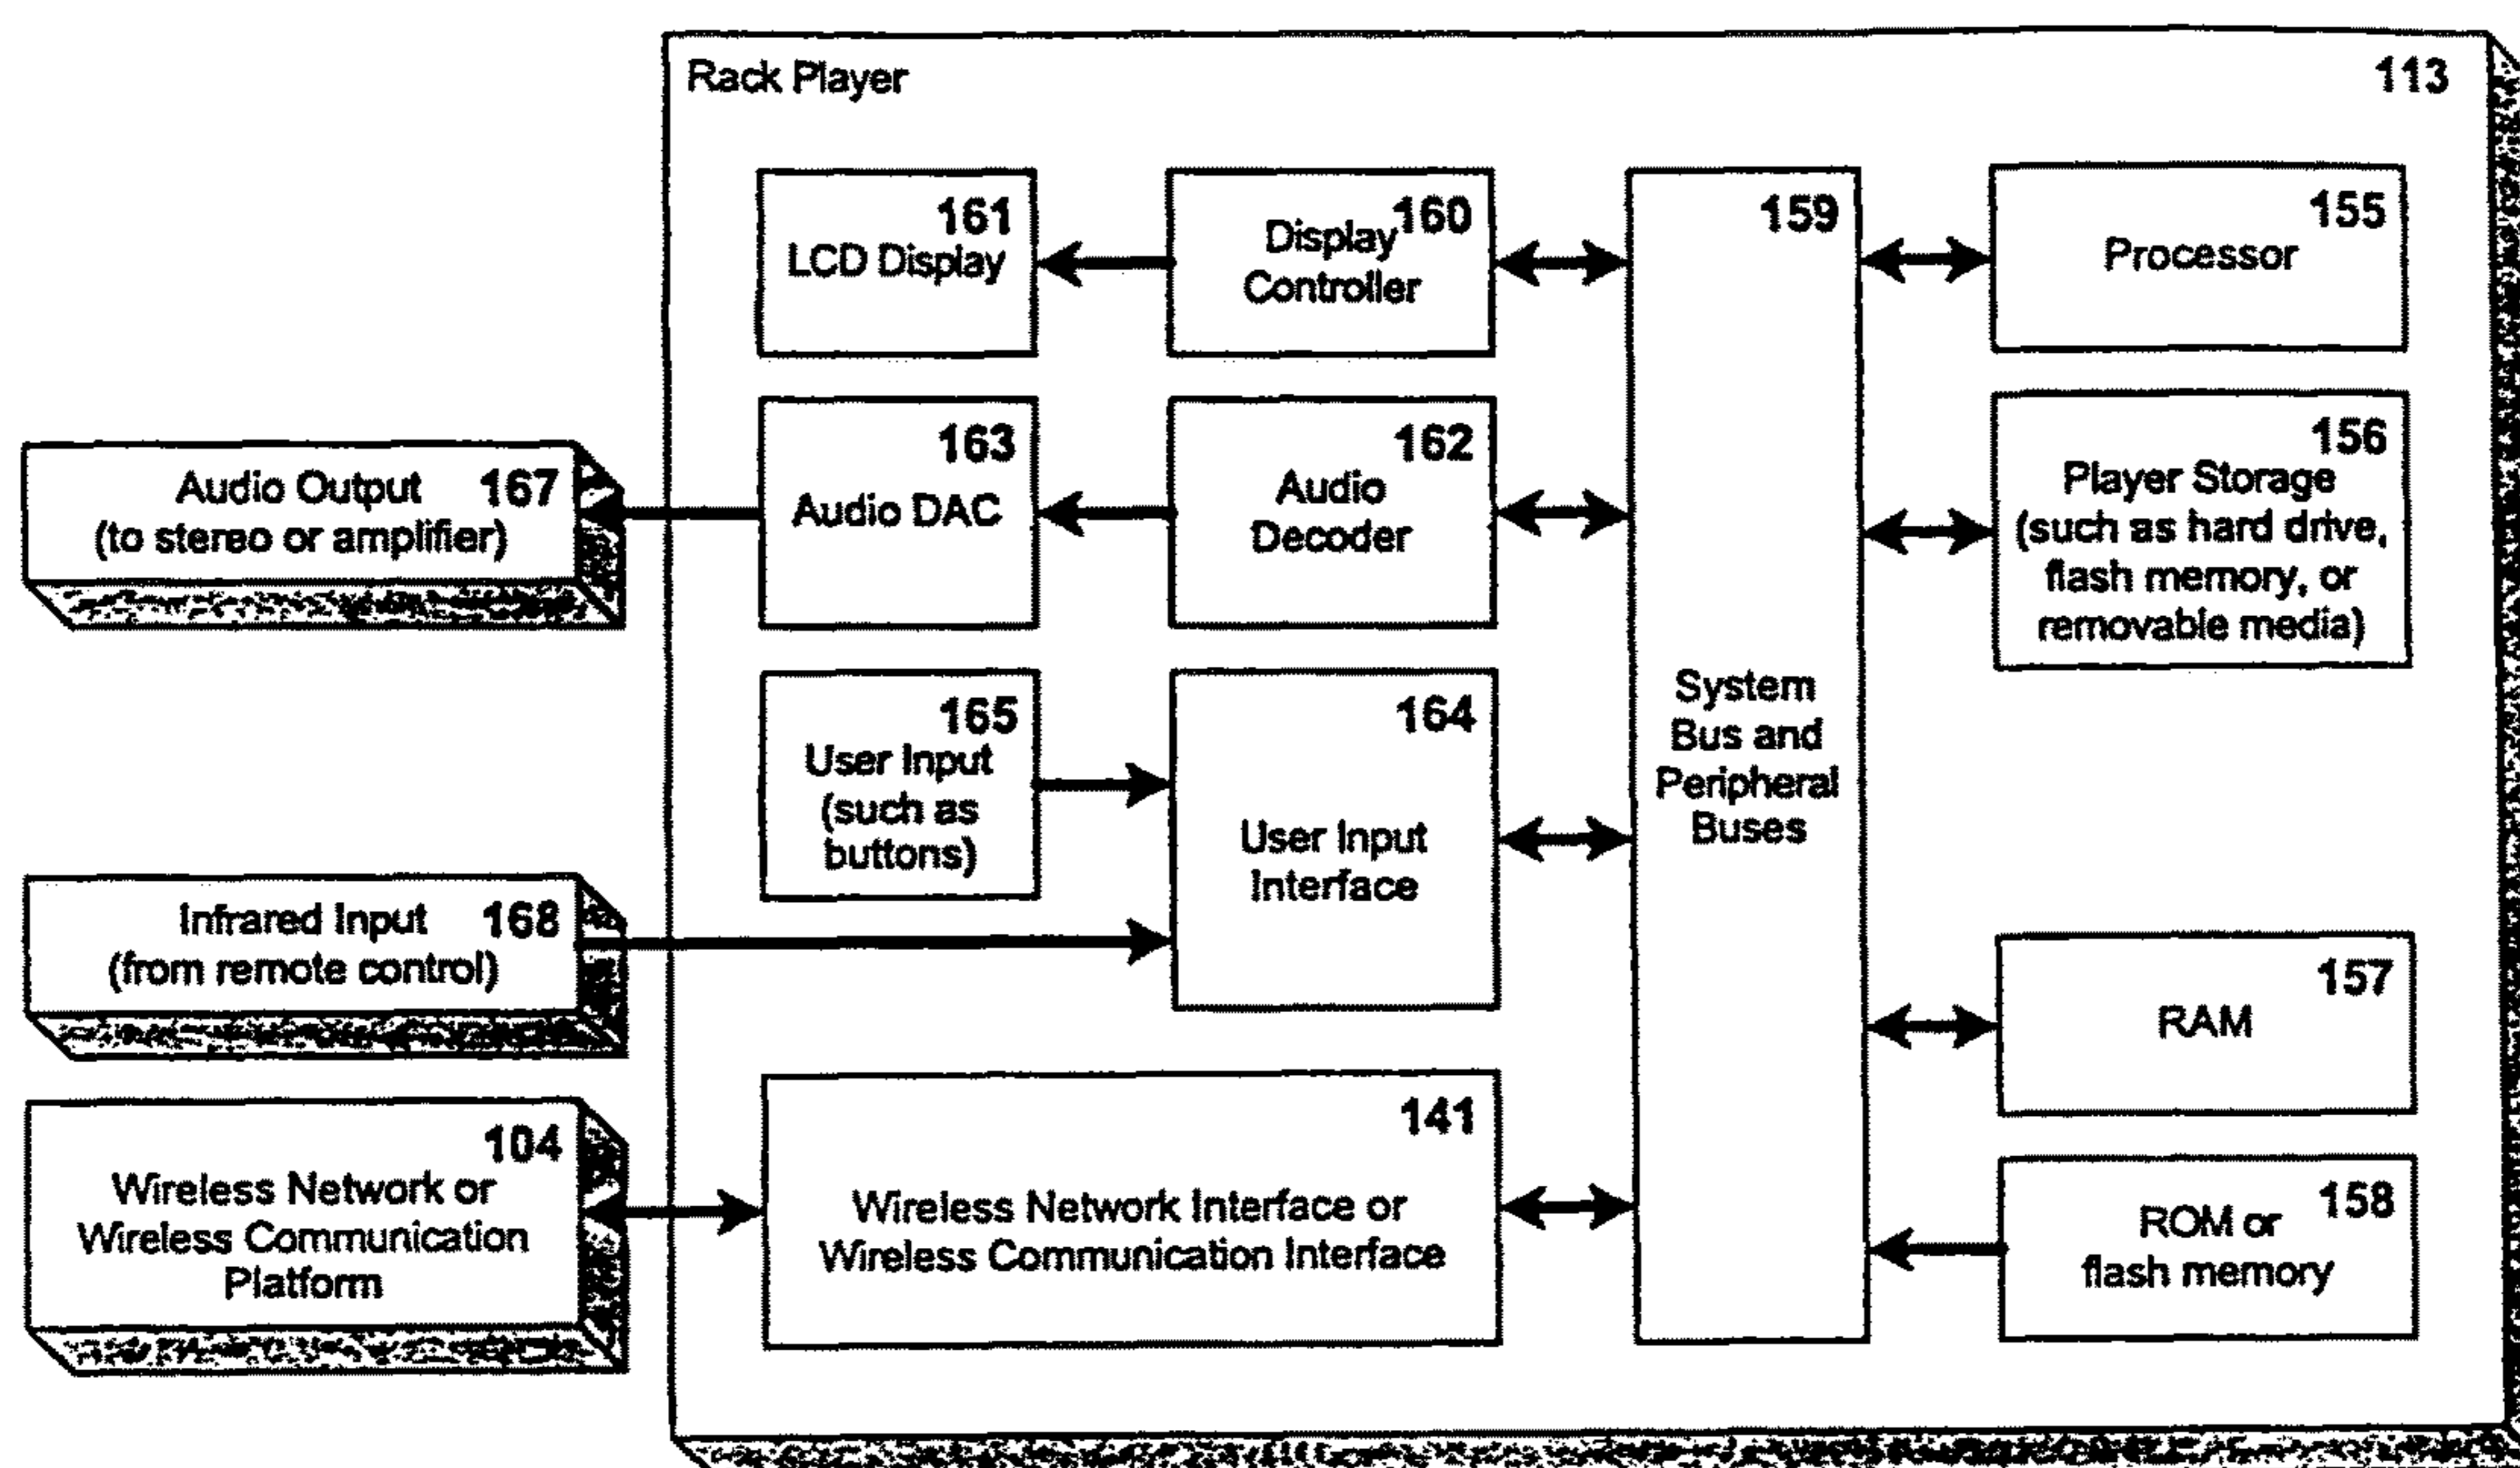 Rack Player
113
161
LCD Display
160
Display
Controller
159
System
Bus and
Peripheral
Buses
155
Processor
163
Audio DAC
162
Audio
Decoder
156
Player Storage
(such as hard drive,
flash memory, or
removable media)
Audio Output 167
(to stereo or amplifier)
165
User Input
(such as
buttons)
164
User Input
Interface
Infrared Input 168
(from remote control)
157
RAM
104
Wireless Network or
Wireless Communication
Platform
141
Wireless Network Interface or
Wireless Communication Interface
158
ROM or
flash memory